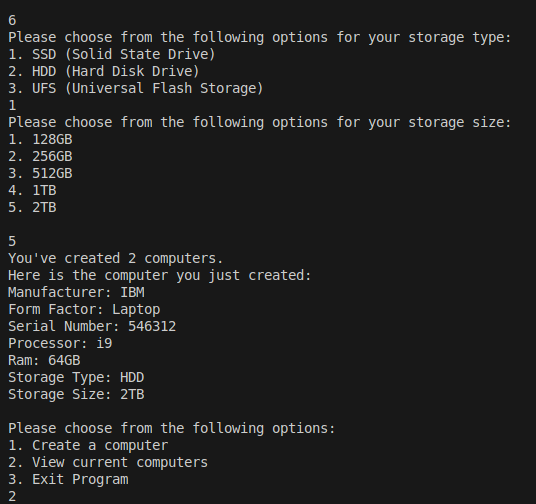 6
Please choose from the following options for your storage type:
1. SSD (Solid State Drive)
2. HDD (Hard Disk Drive)
3. UFS (Universal Flash Storage)
1
Please choose from the following options for your storage size:
1. 128GB
2. 256GB
3. 512GB
4. 1TB
5. 2TB
5
You've created 2 computers.
Here is the computer you just created:
Manufacturer: IBM
Form Factor: Laptop
Serial Number: 546312
Processor: i9
Ram: 64GB
Storage Type: HDD
Storage Size: 2TB
Please choose from the following options:
1. Create a computer
2. View current computers
3. Exit Program
2